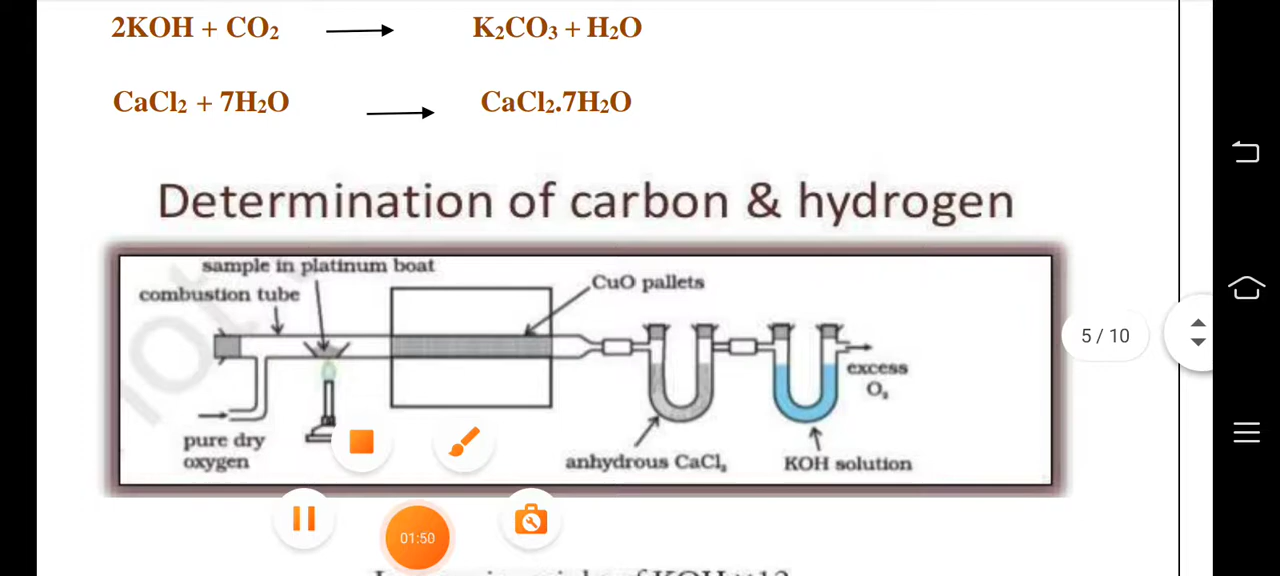 2KOH + CO₂ ⟶ K₂CO₃ + H₂O
CaCl₂ + 7H₂O ⟶ CaCl₂.7H₂O
Determination of carbon & hydrogen
sample in platinum boat
combustion tube
CuO pallets
5 / 10
excess
O₂
pure dry
oxygen
anhydrous CaCl₂
KOH solution
01:50